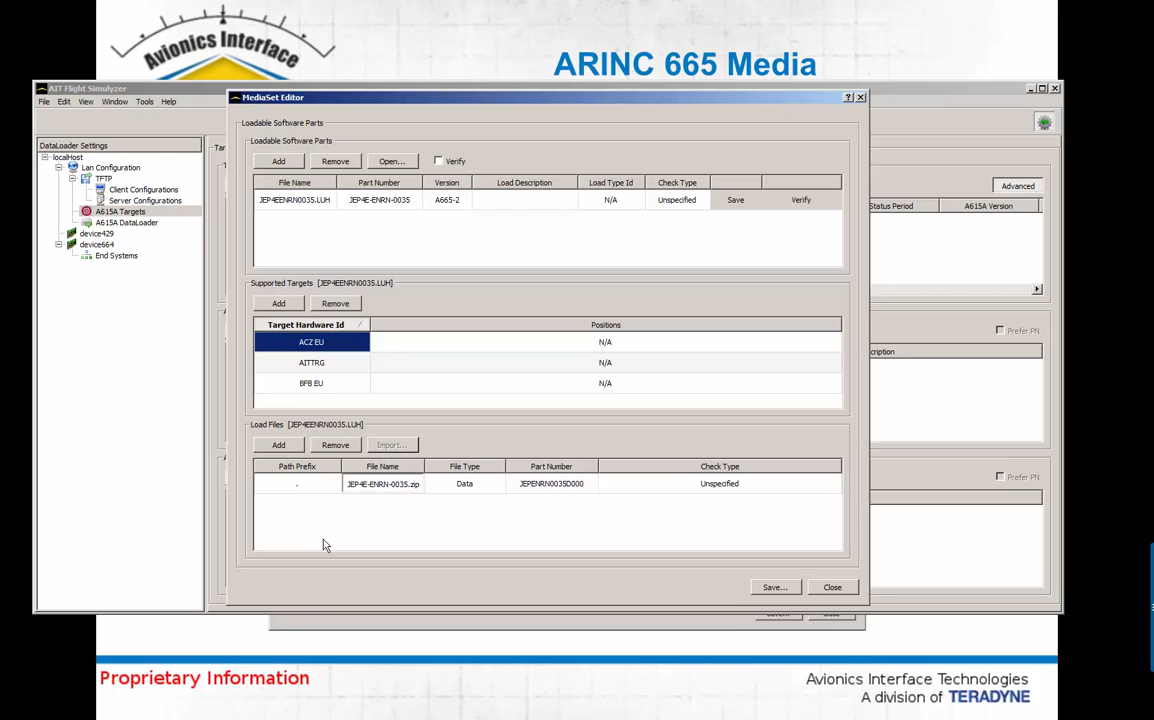 Avionics Interface
ARINC 665 Media
AIT Flight Simulyzer
File Edit View Window Tools Help
DataLoader Settings
localHost
Lan Configuration
TFTP
Client Configurations
Server Configurations
A615A Targets
A615A DataLoader
device429
device664
End Systems
MediaSet Editor
Loadable Software Parts
Loadable Software Parts
Add Remove Open... Verify
File Name Part Number Version Load Description Load Type Id Check Type
JEP4EENRN0035.LUH JEP4E-ENRN-0035 A665-2 N/A Unspecified Save Verify
Supported Targets [JEP4EENRN0035.LUH]
Add Remove
Target Hardware Id Positions
ACZ EU N/A
AITTRG N/A
BFB EU N/A
Load Files [JEP4EENRN0035.LUH]
Add Remove Import...
Path Prefix File Name File Type Part Number Check Type
. JEP4E-ENRN-0035.zip Data JEPENRN0035D000 Unspecified
Save... Close
Advanced
Status Period A615A Version
Prefer PN
cription
Prefer PN
Proprietary Information
Avionics Interface Technologies
A division of TERADYNE